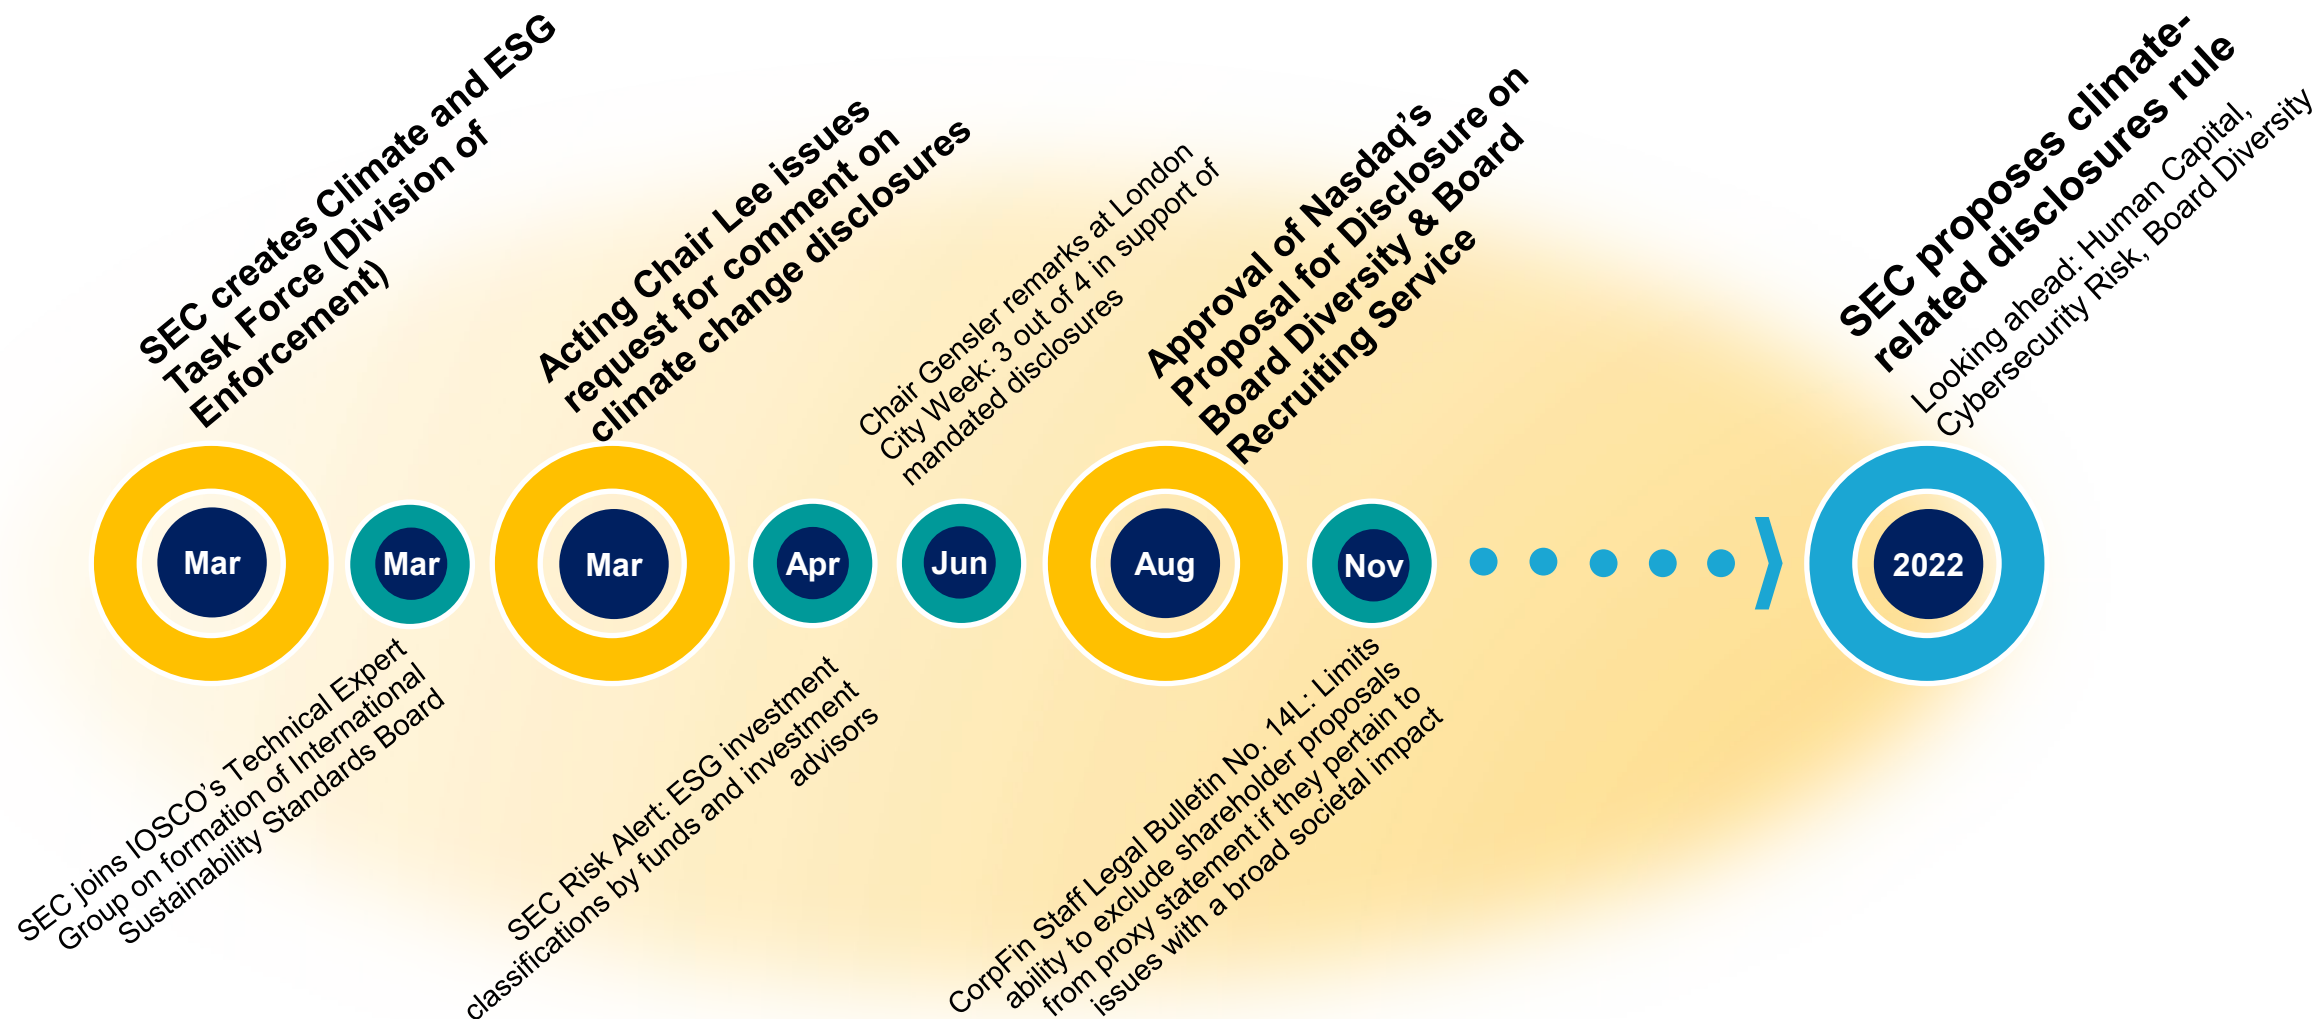 SEC creates Climate and ESG
Task Force (Division of
Enforcement)
Mar
SEC joins IOSCO’s Technical Expert
Group on formation of International
Sustainability Standards Board
Mar
Acting Chair Lee issues
request for comment on
climate change disclosures
Mar
SEC Risk Alert: ESG investment
classifications by funds and investment
advisors
Apr
Chair Gensler remarks at London
City Week: 3 out of 4 in support of
mandated disclosures
Jun
Approval of Nasdaq’s
Proposal for Disclosure on
Board Diversity & Board
Recruiting Service
Aug
CorpFin Staff Legal Bulletin No. 14L: Limits
ability to exclude shareholder proposals
from proxy statement if they pertain to
issues with a broad societal impact
Nov
SEC proposes climate-
related disclosures rule
Looking ahead: Human Capital,
Cybersecurity Risk, Board Diversity
2022